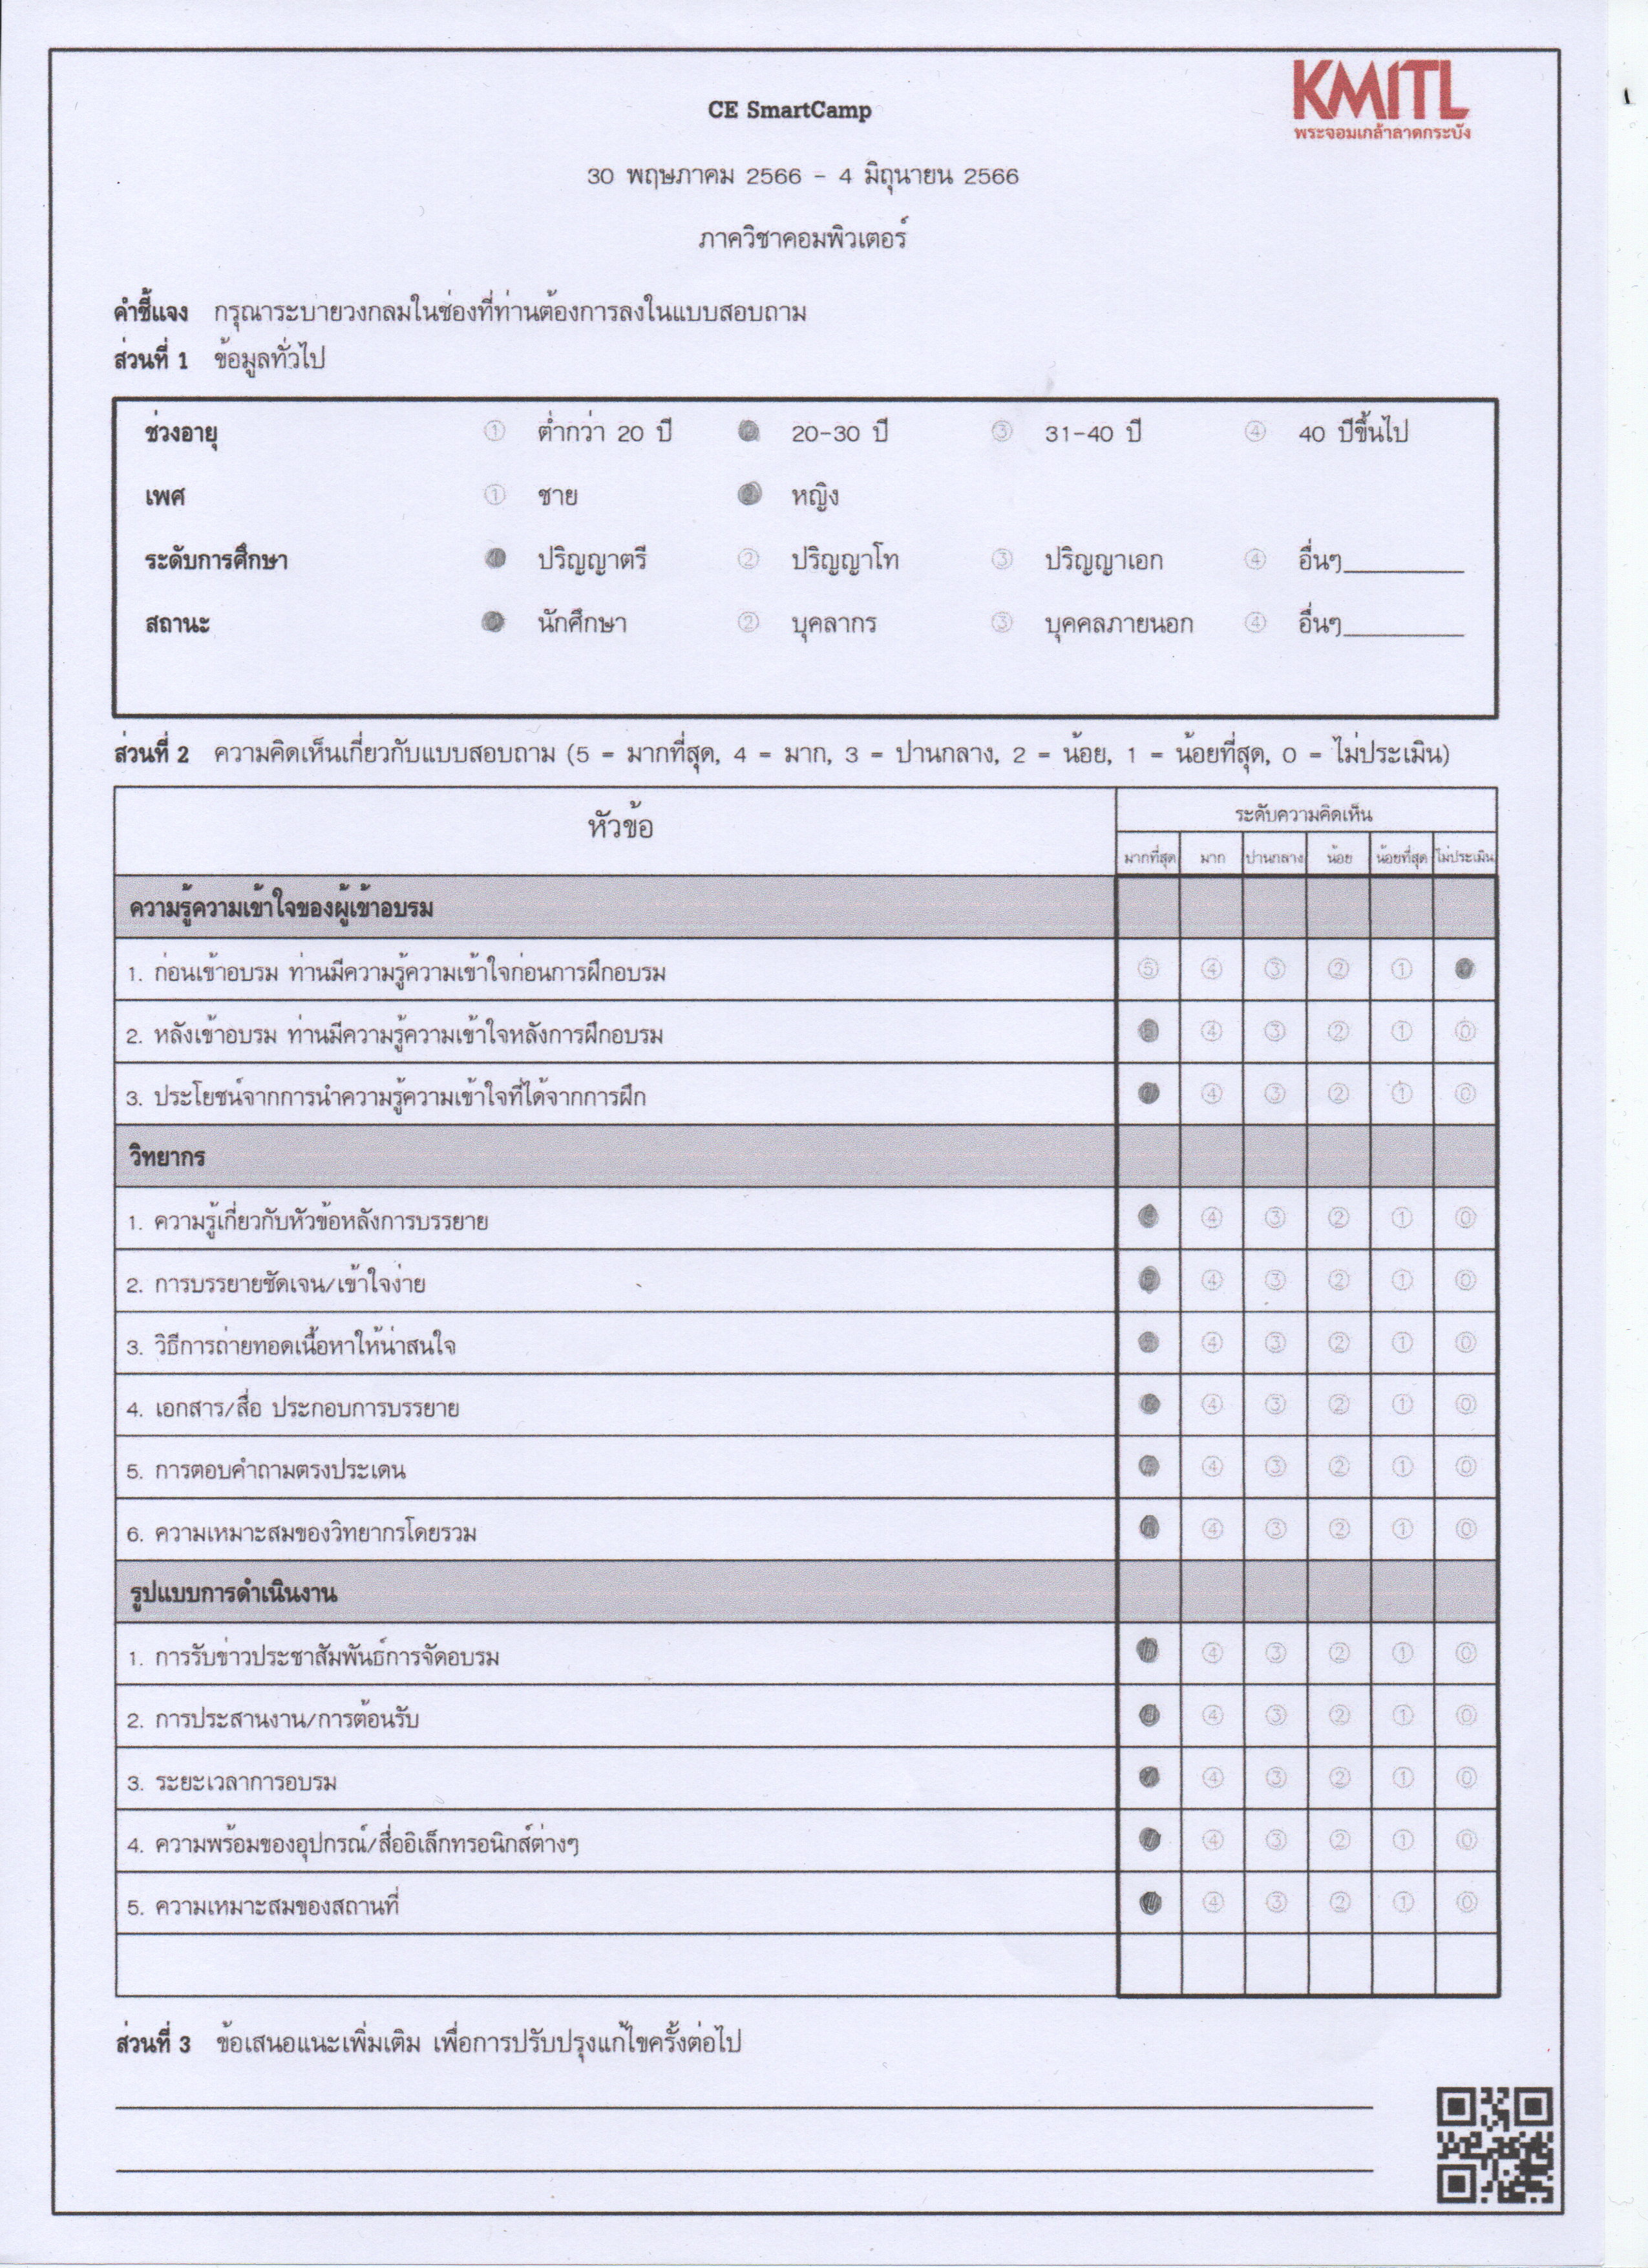 KMITL
พระจอมเกล้าลาดกระบัง
CE SmartCamp
30 พฤษภาคม 2566 - 4 มิถุนายน 2566
ภาควิชาคอมพิวเตอร์
คำชี้แจง กรุณาระบายวงกลมในช่องที่ท่านต้องการลงในแบบสอบถาม
ส่วนที่ 1 ข้อมูลทั่วไป
ช่วงอายุ ① ต่ำกว่า 20 ปี 20-30 ปี ③ 31-40 ปี ④ 40 ปีขึ้นไป
เพศ ① ชาย หญิง
ระดับการศึกษา ปริญญาตรี ② ปริญญาโท ③ ปริญญาเอก ④ อื่นๆ
สถานะ นักศึกษา ② บุคลากร ③ บุคคลภายนอก ④ อื่นๆ
ส่วนที่ 2 ความคิดเห็นเกี่ยวกับแบบสอบถาม (5 = มากที่สุด, 4 = มาก, 3 = ปานกลาง, 2 = น้อย, 1 = น้อยที่สุด, 0 = ไม่ประเมิน)
หัวข้อ ระดับความคิดเห็น
มากที่สุด มาก ปานกลาง น้อย น้อยที่สุด ไม่ประเมิน
ความรู้ความเข้าใจของผู้เข้าอบรม
1. ก่อนเข้าอบรม ท่านมีความรู้ความเข้าใจก่อนการฝึกอบรม ⑤ ④ ③ ② ①
2. หลังเข้าอบรม ท่านมีความรู้ความเข้าใจหลังการฝึกอบรม ④ ③ ② ① ⓪
3. ประโยชน์จากการนำความรู้ความเข้าใจที่ได้จากการฝึก ④ ③ ② ① ⓪
วิทยากร
1. ความรู้เกี่ยวกับหัวข้อหลังการบรรยาย ④ ③ ② ① ⓪
2. การบรรยายชัดเจน/เข้าใจง่าย ④ ③ ② ① ⓪
3. วิธีการถ่ายทอดเนื้อหาให้น่าสนใจ ④ ③ ② ① ⓪
4. เอกสาร/สื่อ ประกอบการบรรยาย ④ ③ ② ① ⓪
5. การตอบคำถามตรงประเดน ④ ③ ② ① ⓪
6. ความเหมาะสมของวิทยากรโดยรวม ④ ③ ② ① ⓪
รูปแบบการดำเนินงาน
1. การรับข่าวประชาสัมพันธ์การจัดอบรม ④ ③ ② ① ⓪
2. การประสานงาน/การต้อนรับ ④ ③ ② ① ⓪
3. ระยะเวลาการอบรม ④ ③ ② ① ⓪
4. ความพร้อมของอุปกรณ์/สื่ออิเล็กทรอนิกส์ต่างๆ ④ ③ ② ① ⓪
5. ความเหมาะสมของสถานที่ ④ ③ ② ① ⓪
ส่วนที่ 3 ข้อเสนอแนะเพิ่มเติม เพื่อการปรับปรุงแก้ไขครั้งต่อไป